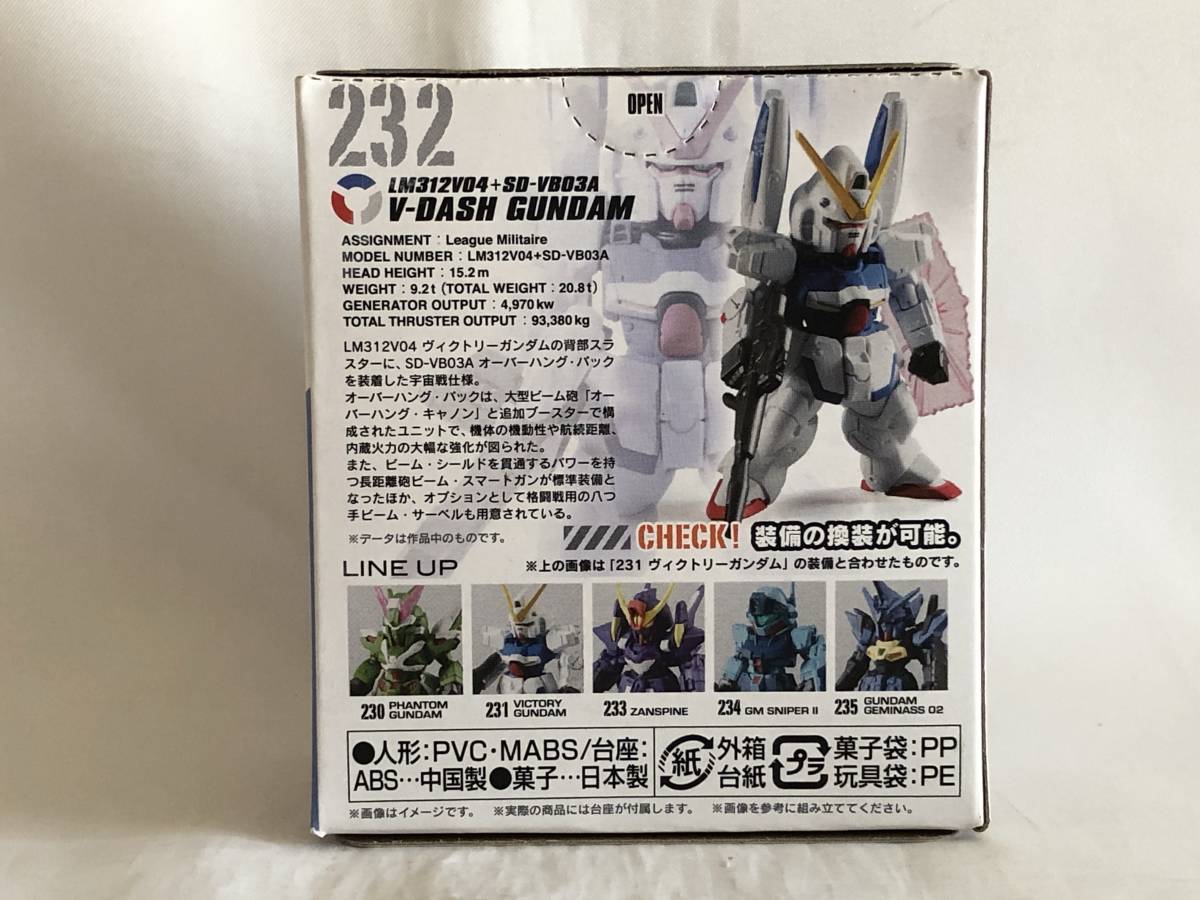 232
OPEN
LM312V04+SD-VB03A
V-DASH GUNDAM
ASSIGNMENT : League Militaire
MODEL NUMBER : LM312V04+SD-VB03A
HEAD HEIGHT : 15.2m
WEIGHT : 9.2t (TOTAL WEIGHT : 20.8t)
GENERATOR OUTPUT : 4,970kw
TOTAL THRUSTER OUTPUT : 93,380kg
LM312V04 ヴィクトリーガンダムの背部スラ
スターに、SD-VB03A オーバーハング・パック
を装着した宇宙戦仕様。
オーバーハング・パックは、大型ビーム砲「オー
バーハング・キャノン」と追加ブースターで構
成されたユニットで、機体の機動性や航続距離、
内蔵火力の大幅な強化が図られた。
また、ビーム・シールドを貫通するパワーを持
つ長距離砲ビーム・スマートガンが標準装備と
なったほか、オプションとして格闘戦用の八つ
手ビーム・サーベルも用意されている。
※データは作品中のものです。
CHECK! 装備の換装が可能。
※上の画像は「231 ヴィクトリーガンダム」の装備と合わせたものです。
LINE UP
230 PHANTOM GUNDAM
231 VICTORY GUNDAM
233 ZANSPINE
234 GM SNIPER II
235 GUNDAM GEMINASS 02
●人形:PVC・MABS/台座:
ABS…中国製●菓子…日本製
紙 外箱
台紙
プラ 菓子袋:PP
玩具袋:PE
※画像はイメージです。 ※実際の商品には台座が付属します。 ※画像を参考に組み立ててください。